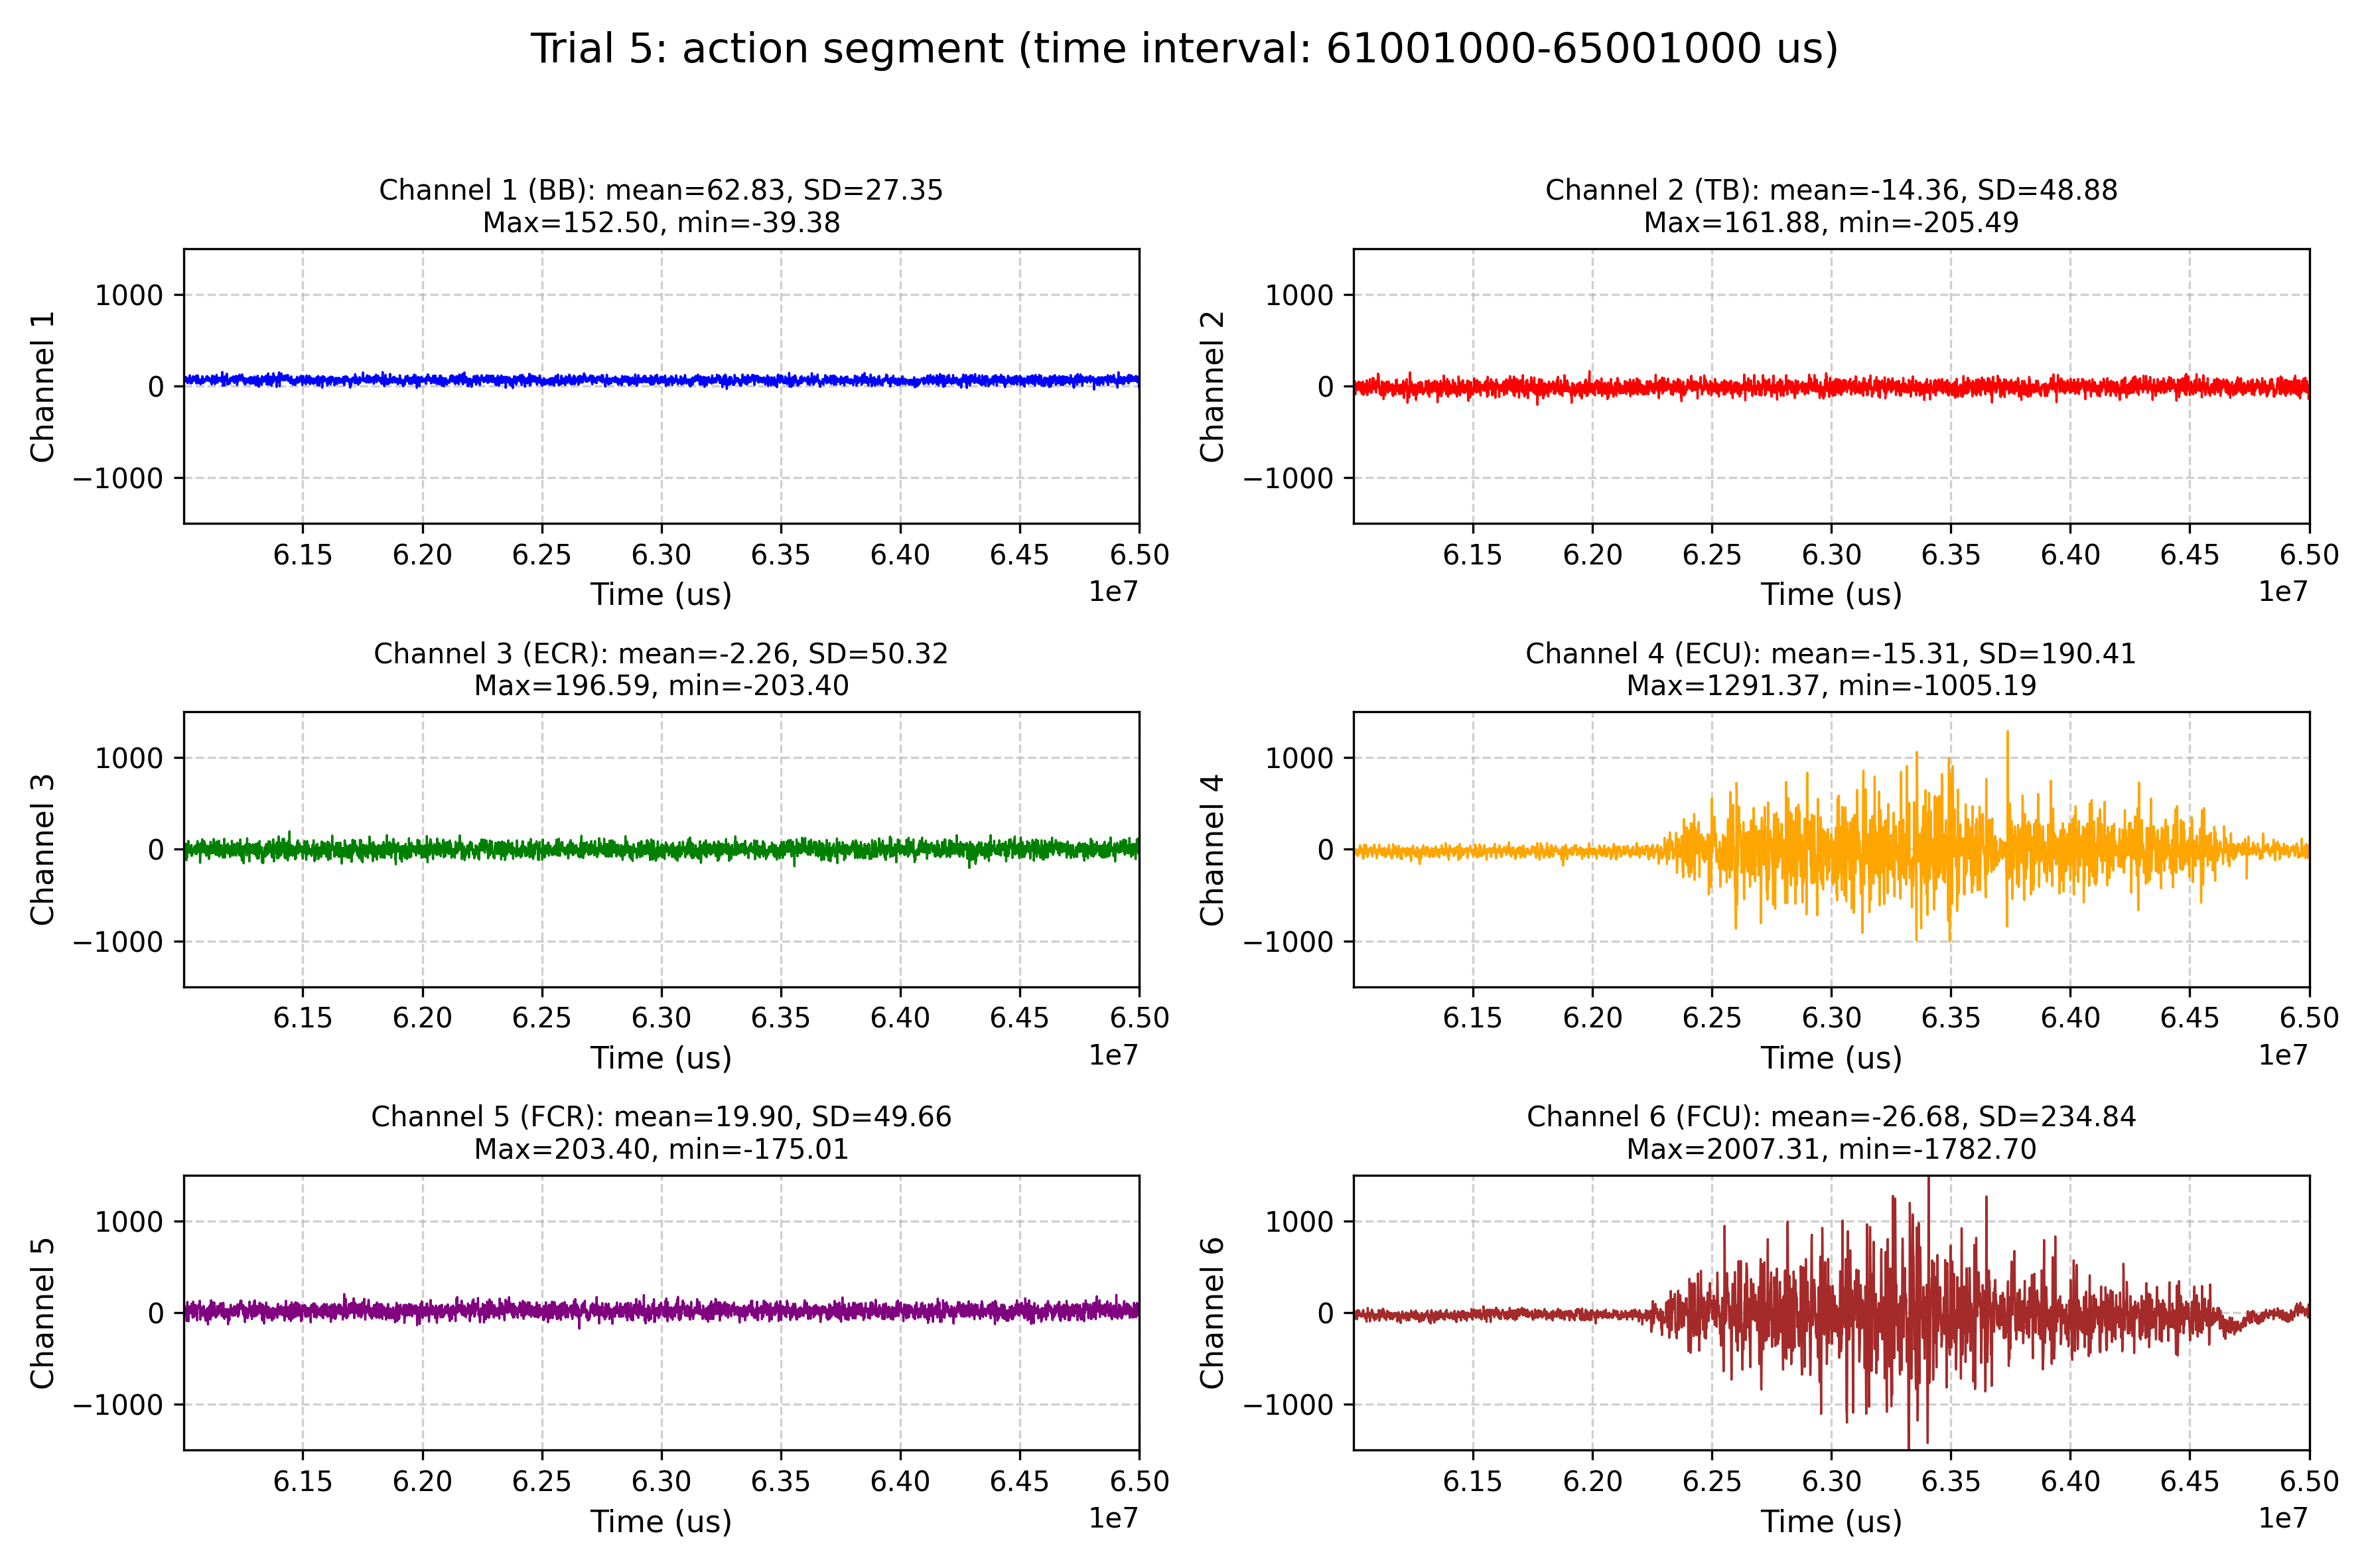 Trial 5: action segment (time interval: 61001000-65001000 us)
Channel 1 (BB): mean=62.83, SD=27.35
Max=152.50, min=-39.38
Channel 1
1000
0
−1000
6.15 6.20 6.25 6.30 6.35 6.40 6.45 6.50
Time (us)
1e7
Channel 2 (TB): mean=-14.36, SD=48.88
Max=161.88, min=-205.49
Channel 2
1000
0
−1000
6.15 6.20 6.25 6.30 6.35 6.40 6.45 6.50
Time (us)
1e7
Channel 3 (ECR): mean=-2.26, SD=50.32
Max=196.59, min=-203.40
Channel 3
1000
0
−1000
6.15 6.20 6.25 6.30 6.35 6.40 6.45 6.50
Time (us)
1e7
Channel 4 (ECU): mean=-15.31, SD=190.41
Max=1291.37, min=-1005.19
Channel 4
1000
0
−1000
6.15 6.20 6.25 6.30 6.35 6.40 6.45 6.50
Time (us)
1e7
Channel 5 (FCR): mean=19.90, SD=49.66
Max=203.40, min=-175.01
Channel 5
1000
0
−1000
6.15 6.20 6.25 6.30 6.35 6.40 6.45 6.50
Time (us)
1e7
Channel 6 (FCU): mean=-26.68, SD=234.84
Max=2007.31, min=-1782.70
Channel 6
1000
0
−1000
6.15 6.20 6.25 6.30 6.35 6.40 6.45 6.50
Time (us)
1e7